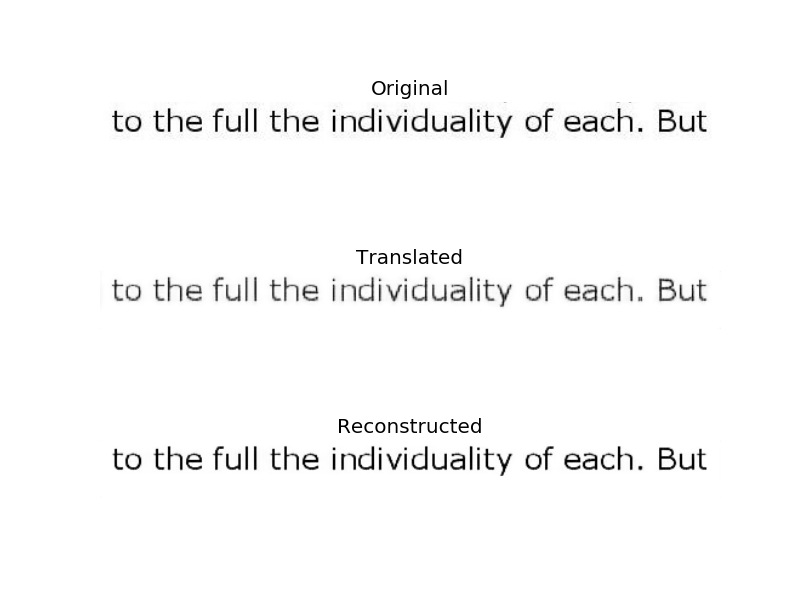 Original
to the full the individuality of each. But
Translated
to the full the individuality of each. But
Reconstructed
to the full the individuality of each. But